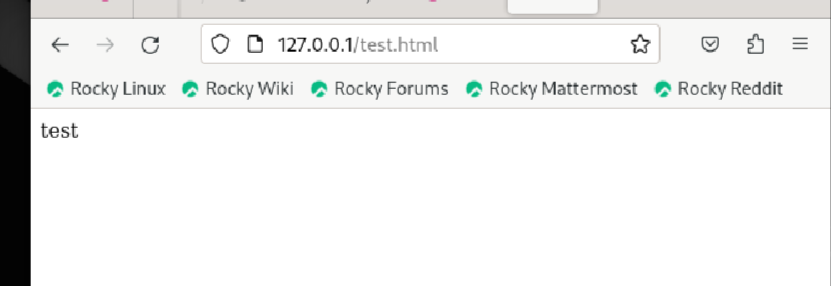 127.0.0.1/test.html
Rocky Linux Rocky Wiki Rocky Forums Rocky Mattermost Rocky Reddit
test